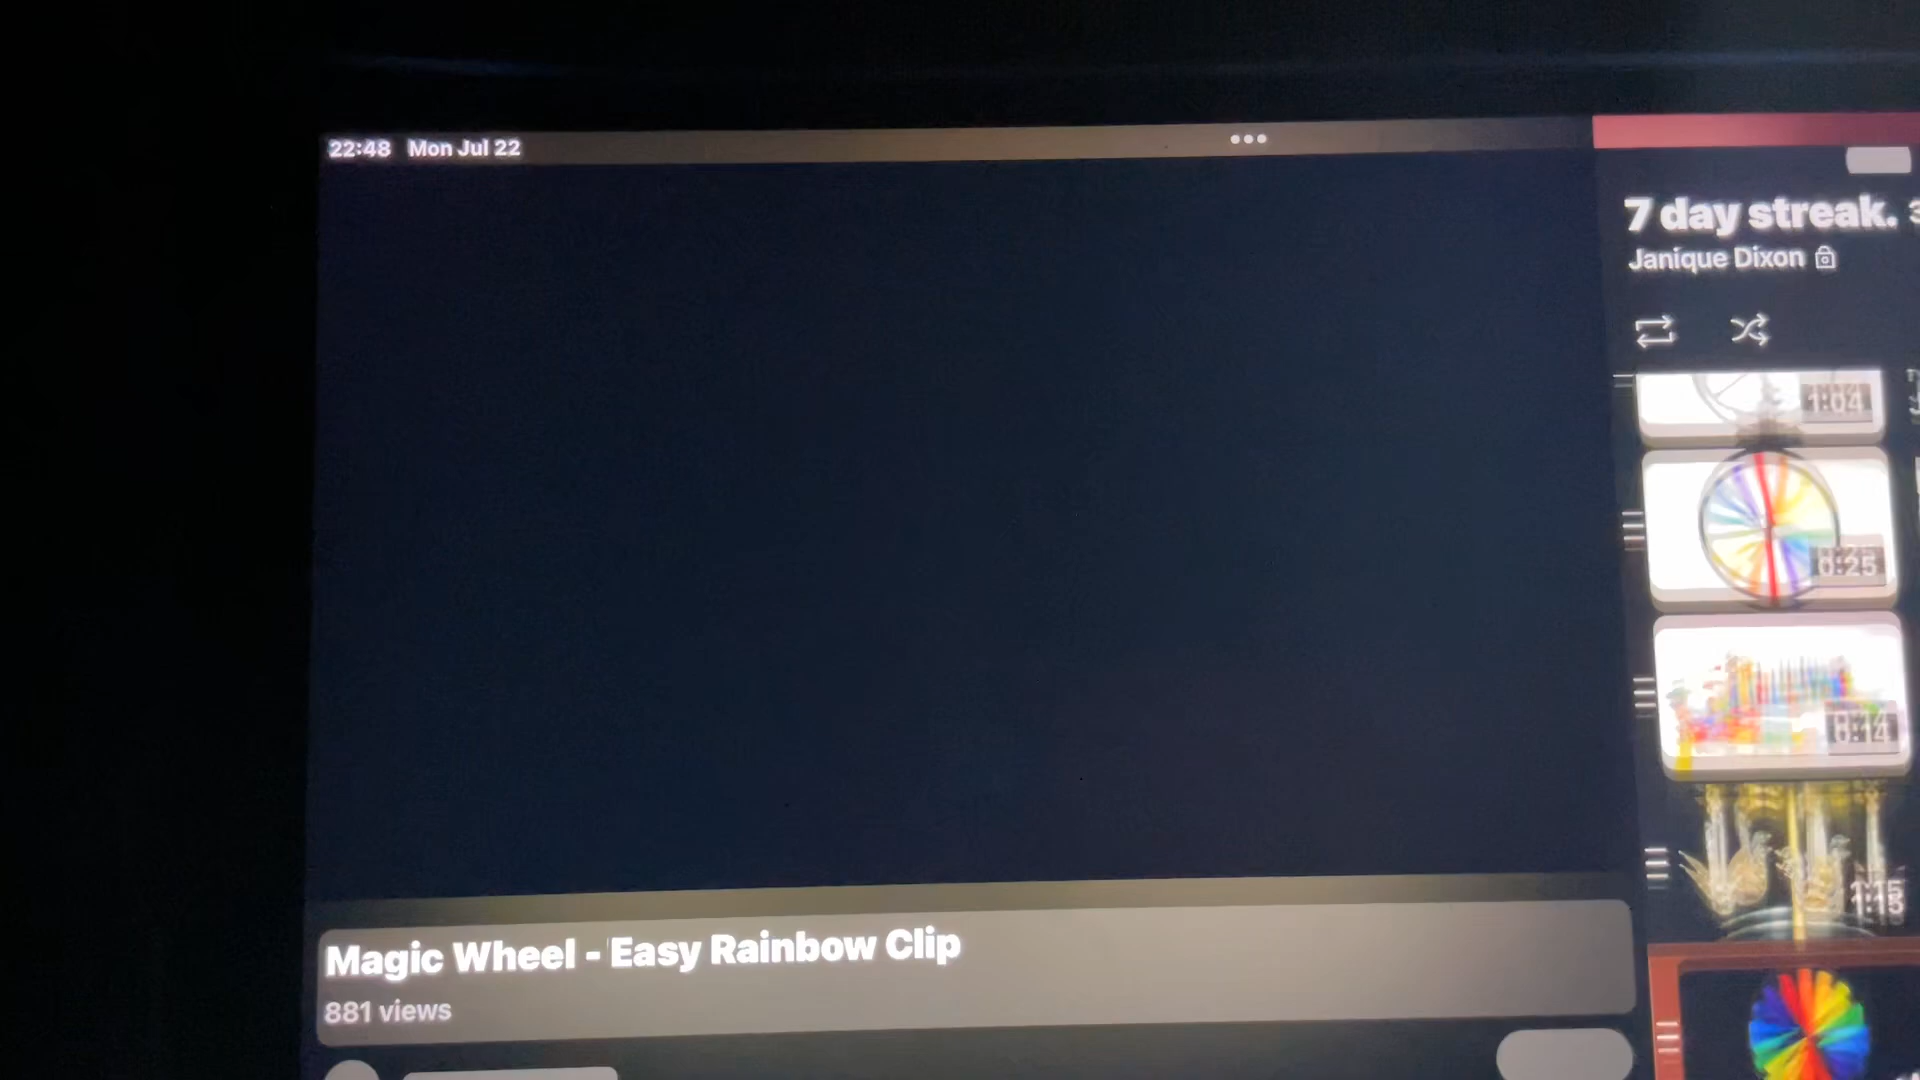 22:48 Mon Jul 22
7 day streak.
Janique Dixon
1:04
0:25
1:15
Magic Wheel - Easy Rainbow Clip
881 views